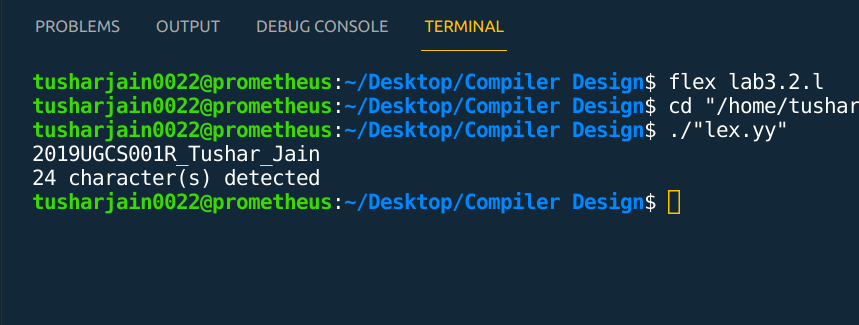 PROBLEMS OUTPUT DEBUG CONSOLE TERMINAL
tusharjain0022@prometheus:~/Desktop/Compiler Design$ flex lab3.2.l
tusharjain0022@prometheus:~/Desktop/Compiler Design$ cd "/home/tushar
tusharjain0022@prometheus:~/Desktop/Compiler Design$ ./"lex.yy"
2019UGCS001R_Tushar_Jain
24 character(s) detected
tusharjain0022@prometheus:~/Desktop/Compiler Design$